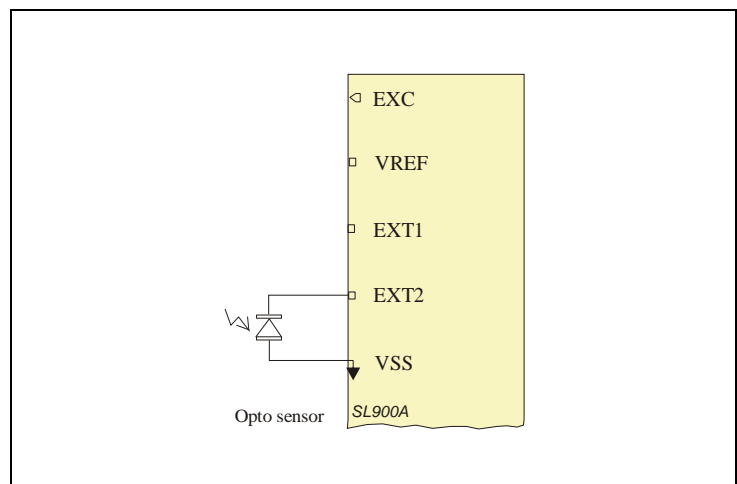 EXC
VREF
EXT1
EXT2
VSS
Opto sensor
SL900A